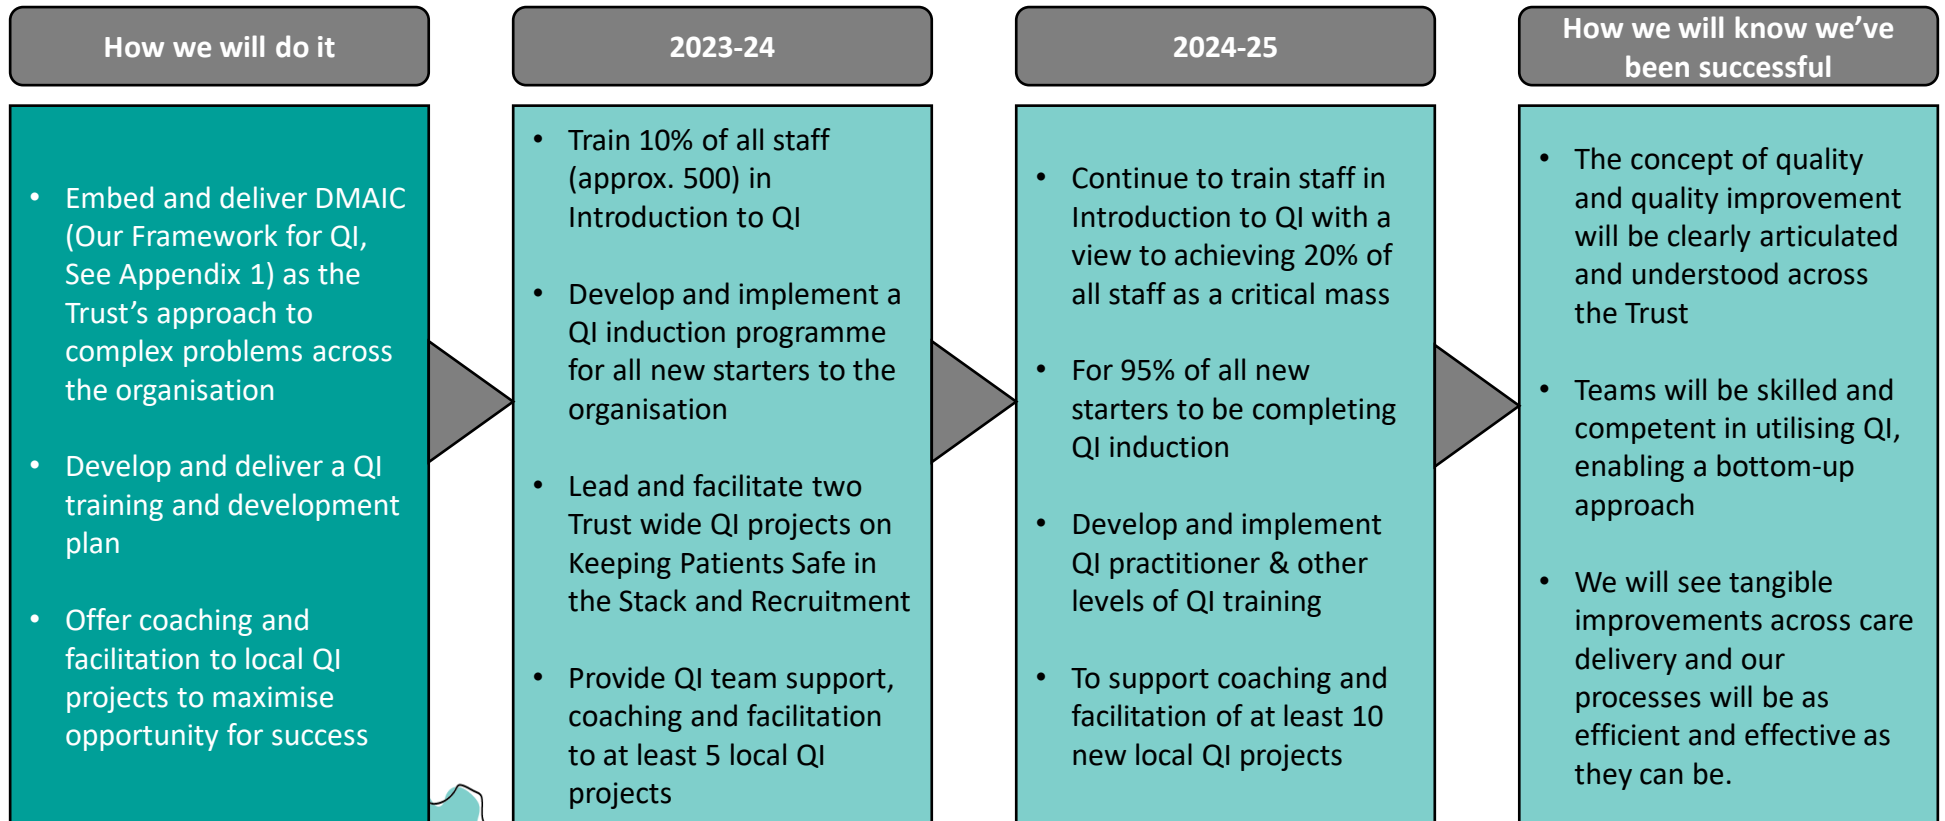 How we will do it
• Embed and deliver DMAIC
(Our Framework for QI,
See Appendix 1) as the
Trust’s approach to
complex problems across
the organisation
• Develop and deliver a QI
training and development
plan
• Offer coaching and
facilitation to local QI
projects to maximise
opportunity for success
2023-24
• Train 10% of all staff
(approx. 500) in
Introduction to QI
• Develop and implement a
QI induction programme
for all new starters to the
organisation
• Lead and facilitate two
Trust wide QI projects on
Keeping Patients Safe in
the Stack and Recruitment
• Provide QI team support,
coaching and facilitation
to at least 5 local QI
projects
2024-25
• Continue to train staff in
Introduction to QI with a
view to achieving 20% of
all staff as a critical mass
• For 95% of all new
starters to be completing
QI induction
• Develop and implement
QI practitioner & other
levels of QI training
• To support coaching and
facilitation of at least 10
new local QI projects
How we will know we’ve
been successful
• The concept of quality
and quality improvement
will be clearly articulated
and understood across
the Trust
• Teams will be skilled and
competent in utilising QI,
enabling a bottom-up
approach
• We will see tangible
improvements across care
delivery and our
processes will be as
efficient and effective as
they can be.